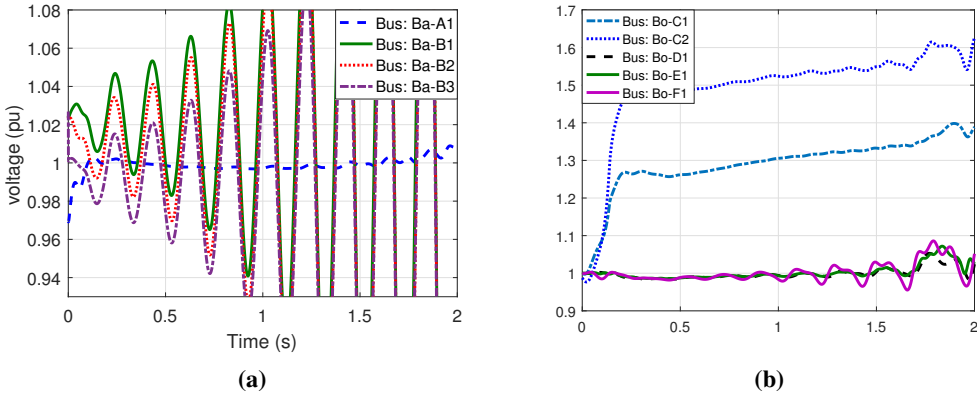 1.08
1.06
1.04
1.02
1
0.98
0.96
0.94
voltage (pu)
0
0.5
1
1.5
2
Time (s)
Bus: Ba-A1
Bus: Ba-B1
Bus: Ba-B2
Bus: Ba-B3
(a)
1.7
1.6
1.5
1.4
1.3
1.2
1.1
1
0.9
0
0.5
1
1.5
2
Bus: Bo-C1
Bus: Bo-C2
Bus: Bo-D1
Bus: Bo-E1
Bus: Bo-F1
(b)